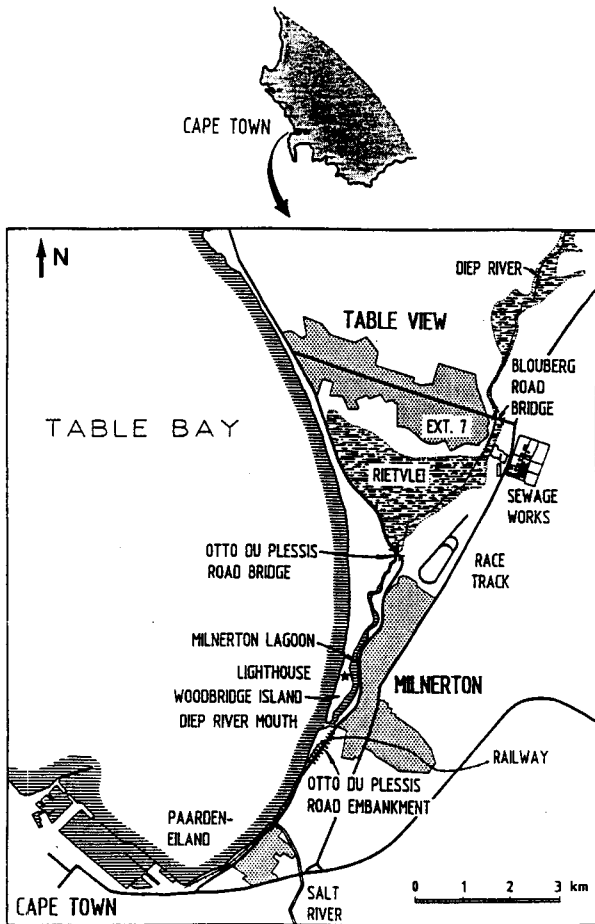 CAPE TOWN
N
DIEP RIVER
TABLE VIEW
BLOUBERG
ROAD
BRIDGE
TABLE BAY
EXT. 7
RIETVLEI
SEWAGE
WORKS
OTTO DU PLESSIS
ROAD BRIDGE
RACE
TRACK
MILNERTON LAGOON
LIGHTHOUSE
WOODBRIDGE ISLAND
MILNERTON
DIEP RIVER MOUTH
RAILWAY
OTTO DU PLESSIS
ROAD EMBANKMENT
PAARDEN-
EILAND
CAPE TOWN
SALT
RIVER
0 1 2 3 km